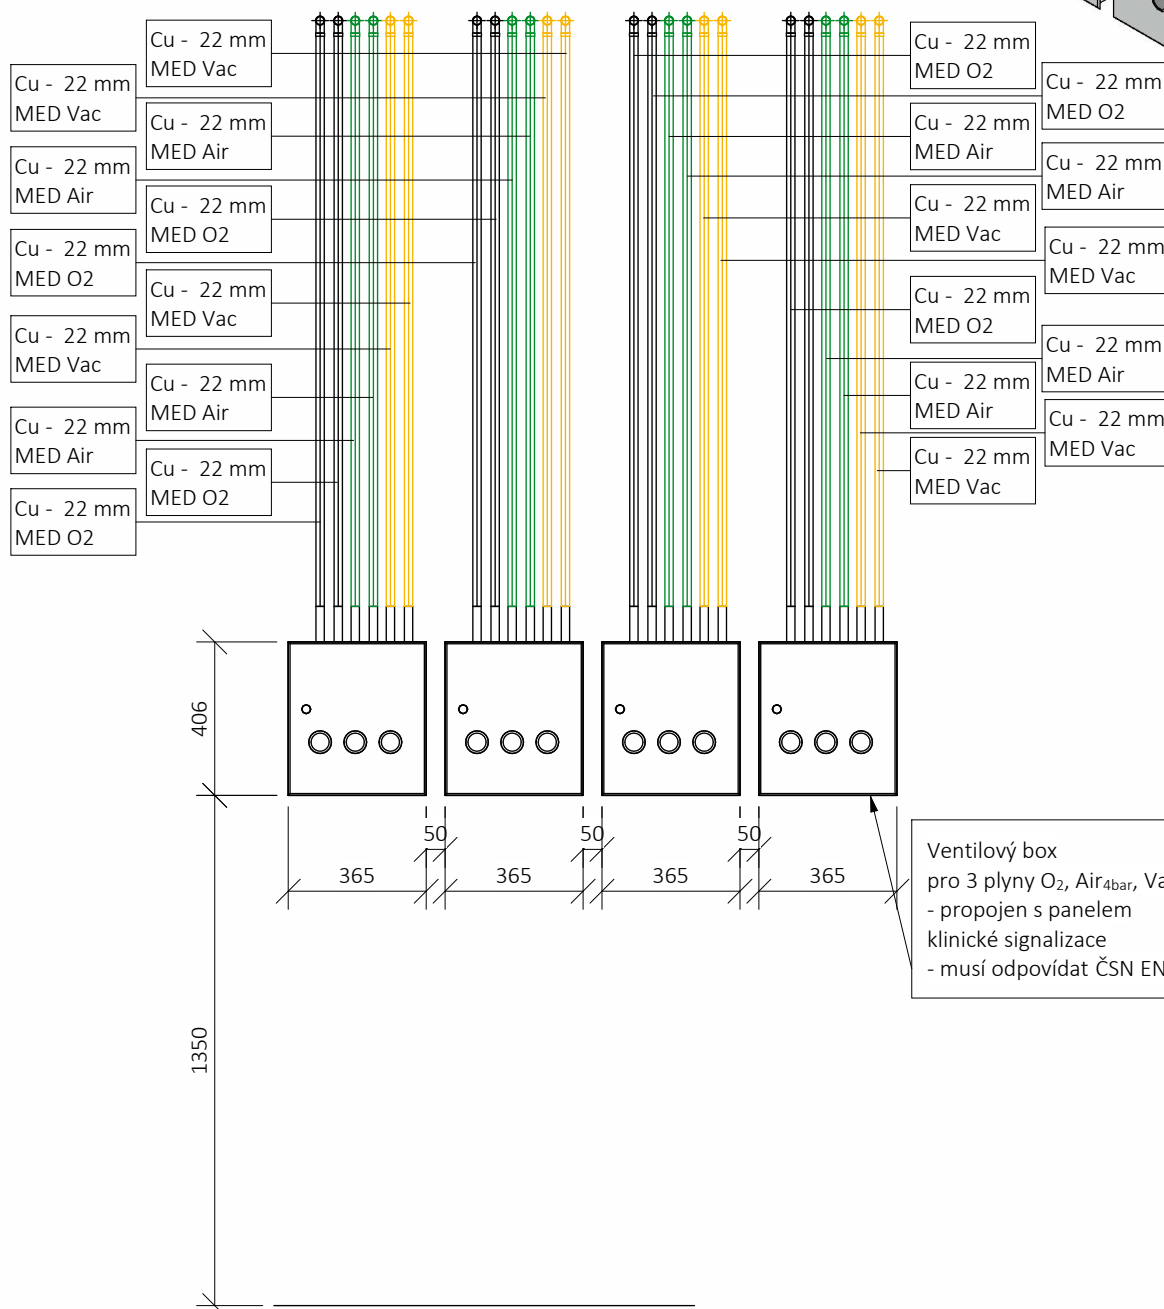 Cu - 22 mm
MED Vac
Cu - 22 mm
MED Vac
Cu - 22 mm
MED Air
Cu - 22 mm
MED Air
Cu - 22 mm
MED O2
Cu - 22 mm
MED O2
Cu - 22 mm
MED Vac
Cu - 22 mm
MED Vac
Cu - 22 mm
MED Air
Cu - 22 mm
MED Air
Cu - 22 mm
MED O2
Cu - 22 mm
MED O2
Cu - 22 mm
MED O2
Cu - 22 mm
MED O2
Cu - 22 mm
MED Air
Cu - 22 mm
MED Air
Cu - 22 mm
MED Vac
Cu - 22 mm
MED Vac
Cu - 22 mm
MED O2
Cu - 22 mm
MED Air
Cu - 22 mm
MED Air
Cu - 22 mm
MED Vac
Cu - 22 mm
MED Vac
406
50
50
50
365
365
365
365
1350
Ventilový box
pro 3 plyny O₂, Air4bar,
- propojen s panelem
klinické signalizace
- musí odpovídat ČSN EN